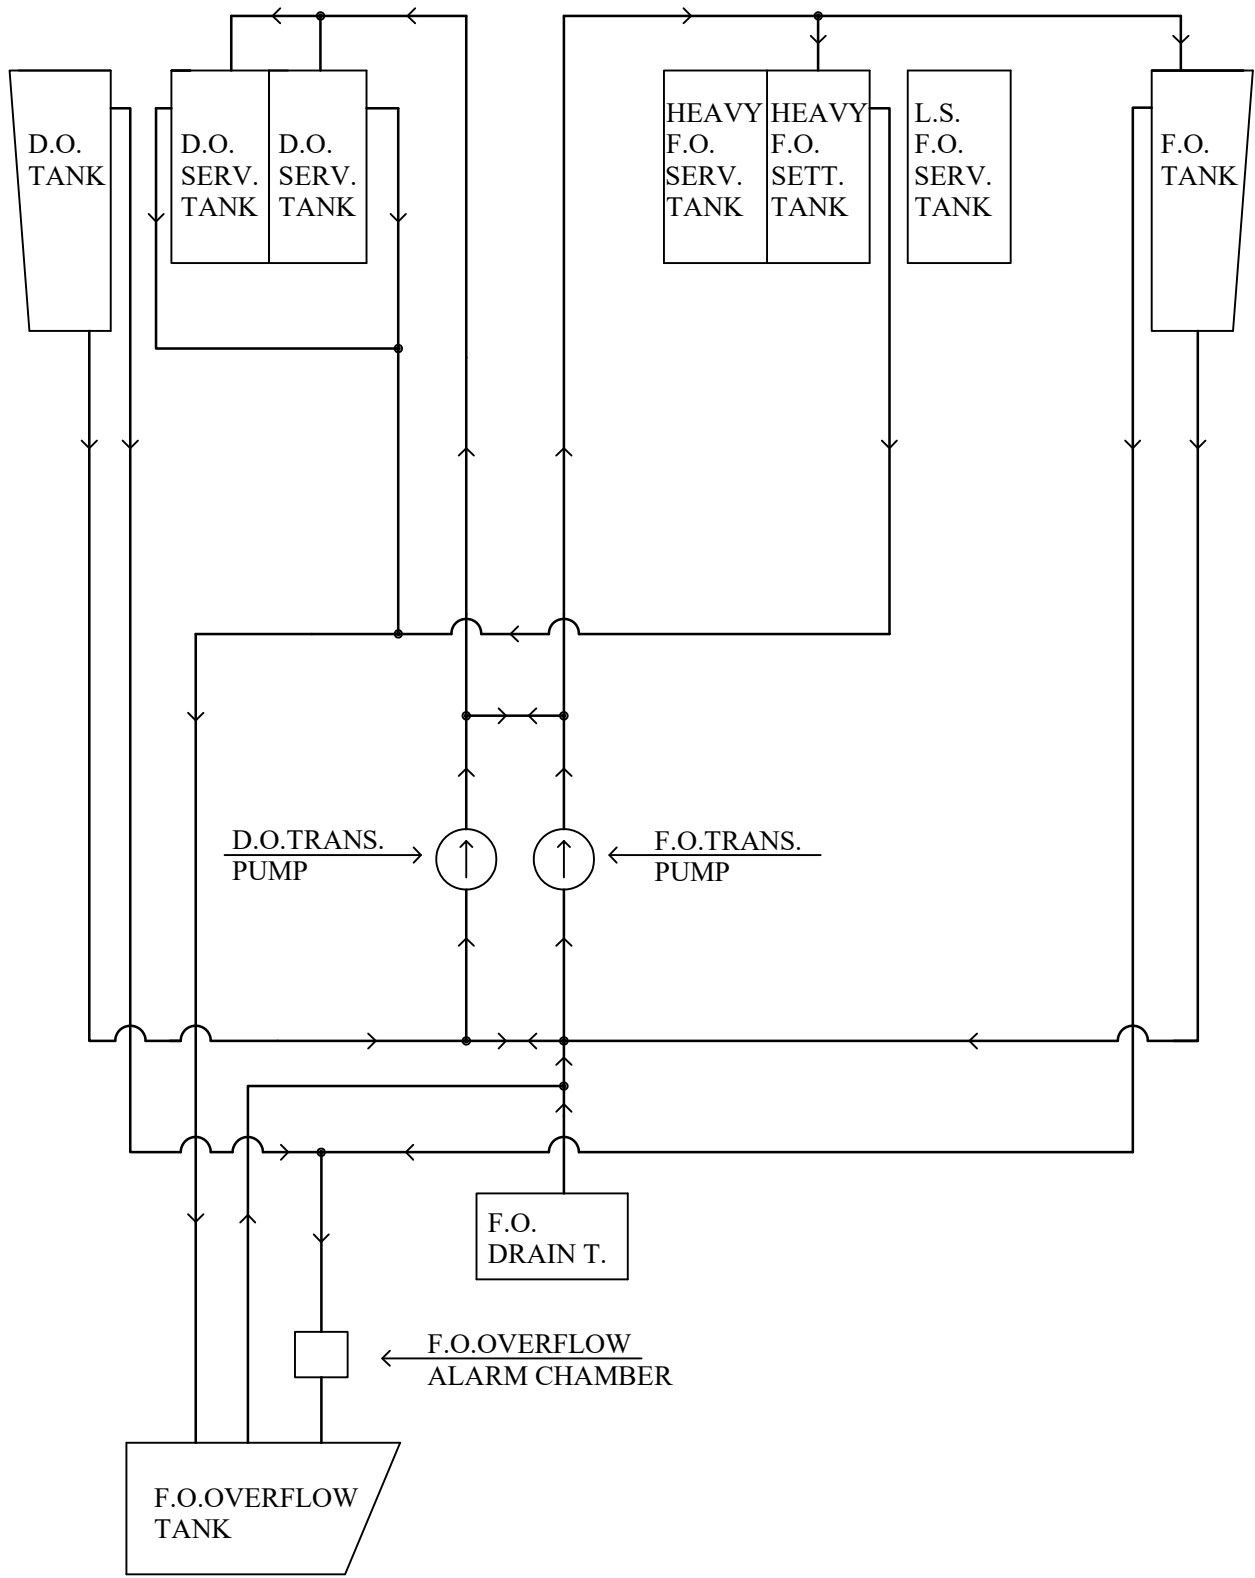 D.O.
TANK
D.O.
SERV.
TANK
D.O.
SERV.
TANK
HEAVY
F.O.
SERV.
TANK
HEAVY
F.O.
SETT.
TANK
L.S.
F.O.
SERV.
TANK
F.O.
TANK
D.O.TRANS.
PUMP
F.O.TRANS.
PUMP
F.O.
DRAIN T.
F.O.OVERFLOW
ALARM CHAMBER
F.O.OVERFLOW
TANK